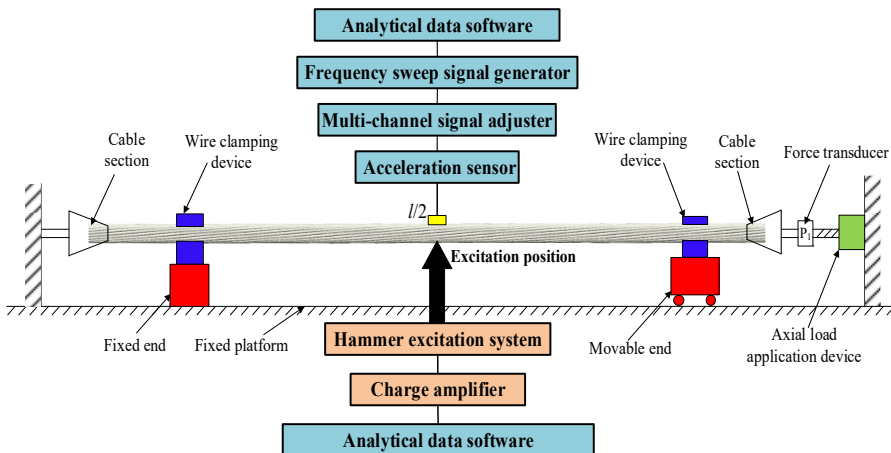 Analytical data software
Frequency sweep signal generator
Multi-channel signal adjuster
Acceleration sensor
Cable
section
Wire clamping
device
l/2
Wire clamping
device
Cable
section
Force transducer
P1
Excitation position
Fixed end
Fixed platform
Hammer excitation system
Movable end
Axial load
application device
Charge amplifier
Analytical data software